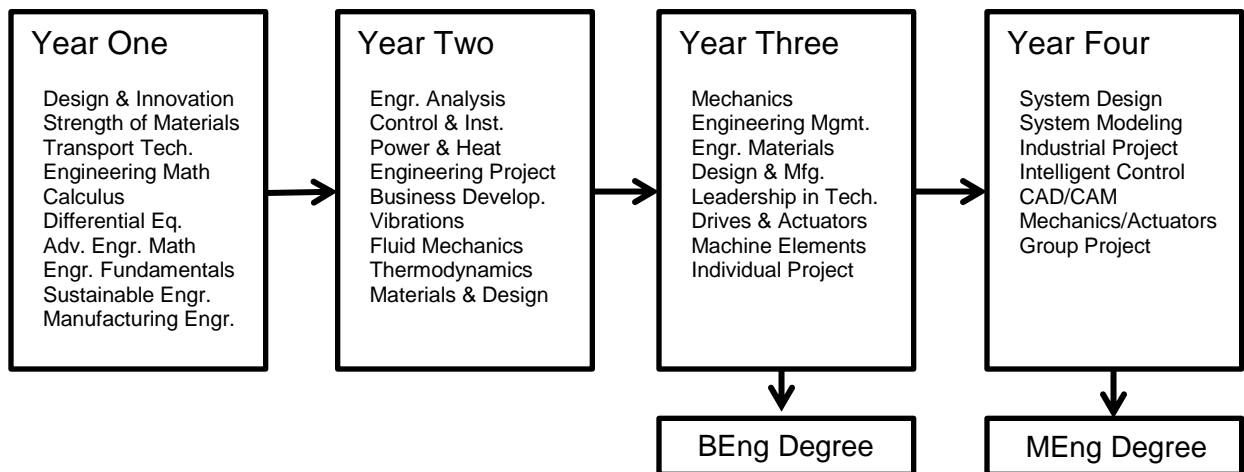 Year One
Design & Innovation
Strength of Materials
Transport Tech.
Engineering Math
Calculus
Differential Eq.
Adv. Engr. Math
Engr. Fundamentals
Sustainable Engr.
Manufacturing Engr.
Year Two
Engr. Analysis
Control & Inst.
Power & Heat
Engineering Project
Business Develop.
Vibrations
Fluid Mechanics
Thermodynamics
Materials & Design
Year Three
Mechanics
Engineering Mgmt.
Engr. Materials
Design & Mfg.
Leadership in Tech.
Drives & Actuators
Machine Elements
Individual Project
Year Four
System Design
System Modeling
Industrial Project
Intelligent Control
CAD/CAM
Mechanics/Actuators
Group Project
BEng Degree
MEng Degree